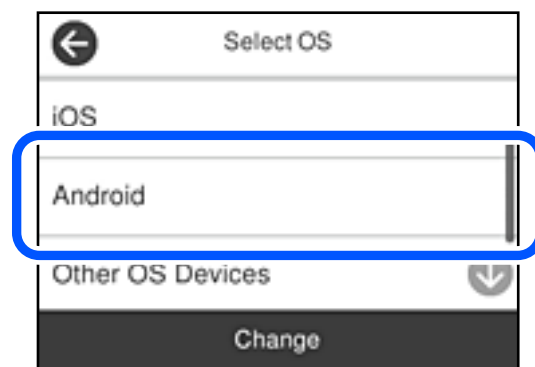 Select OS
iOS
Android
Other OS Devices
Change